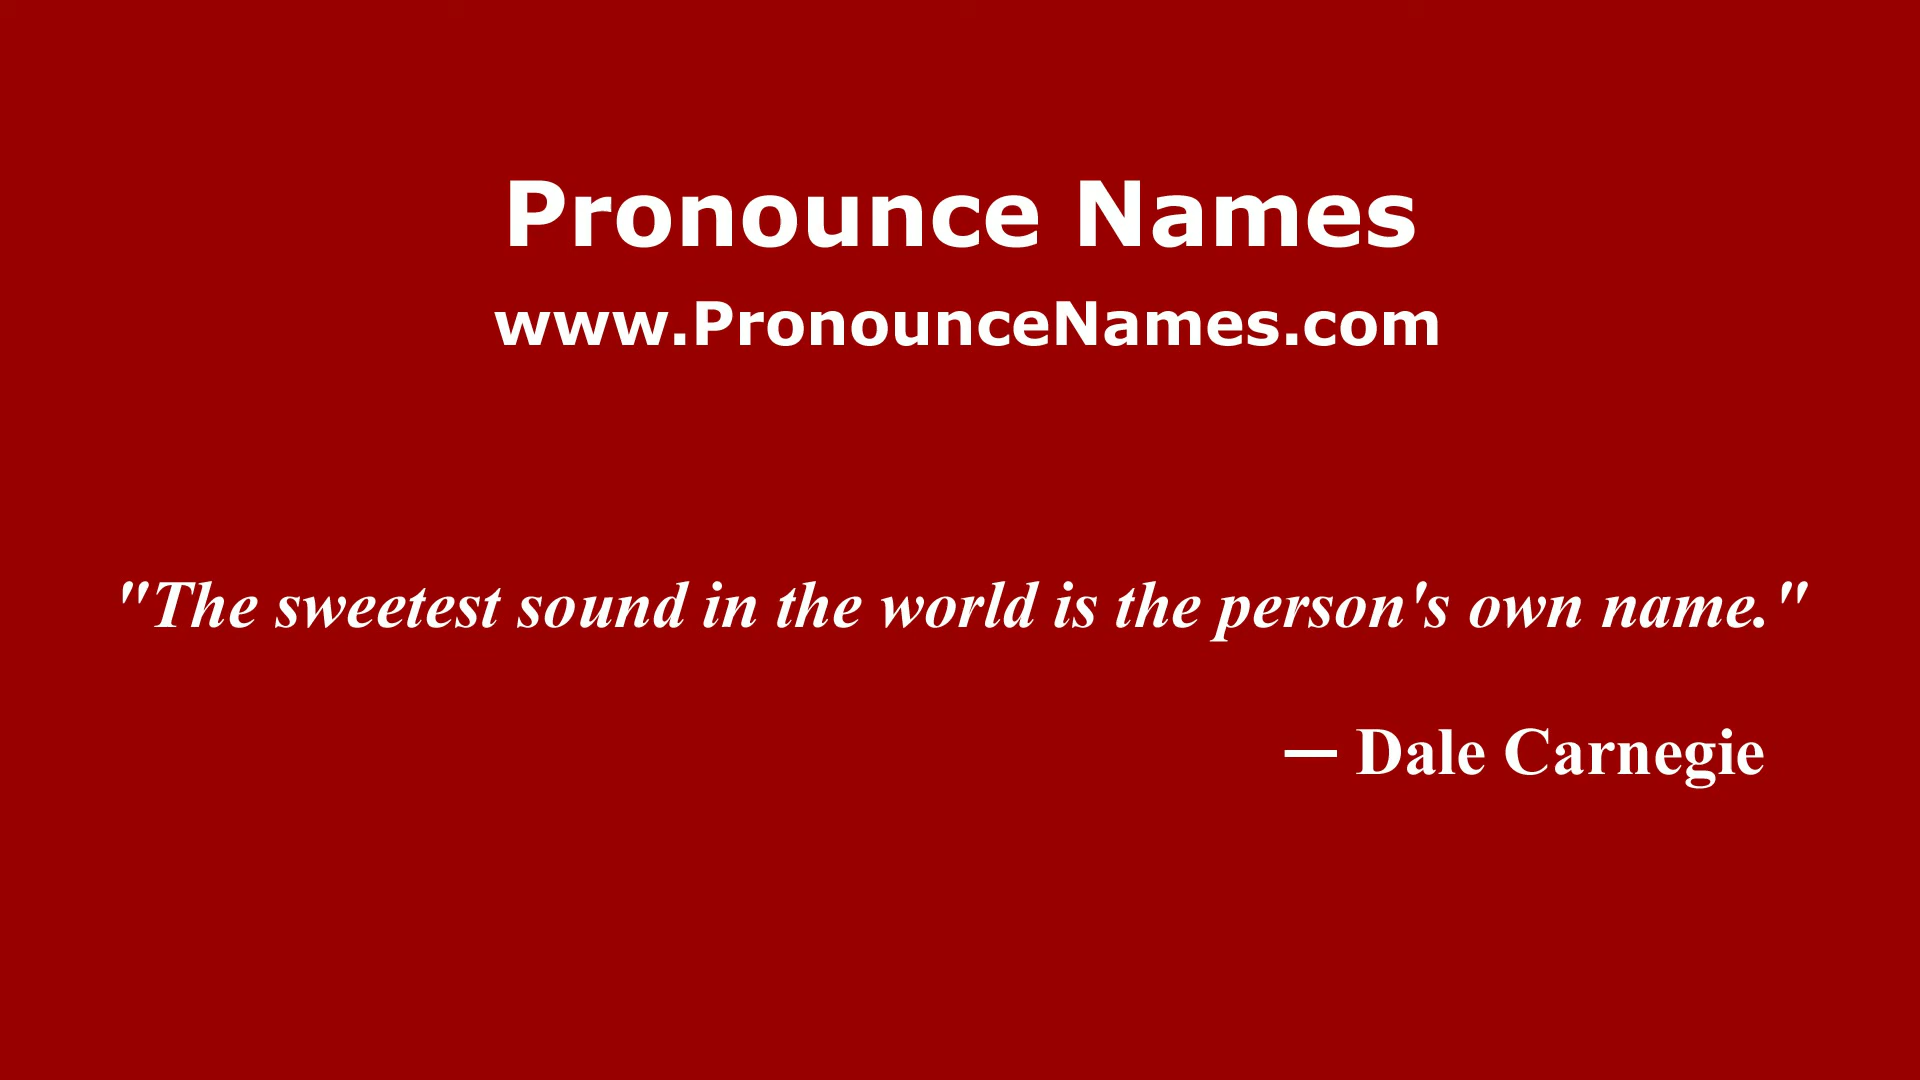 Pronounce Names
www.PronounceNames.com
"The sweetest sound in the world is the person's own name."
— Dale Carnegie